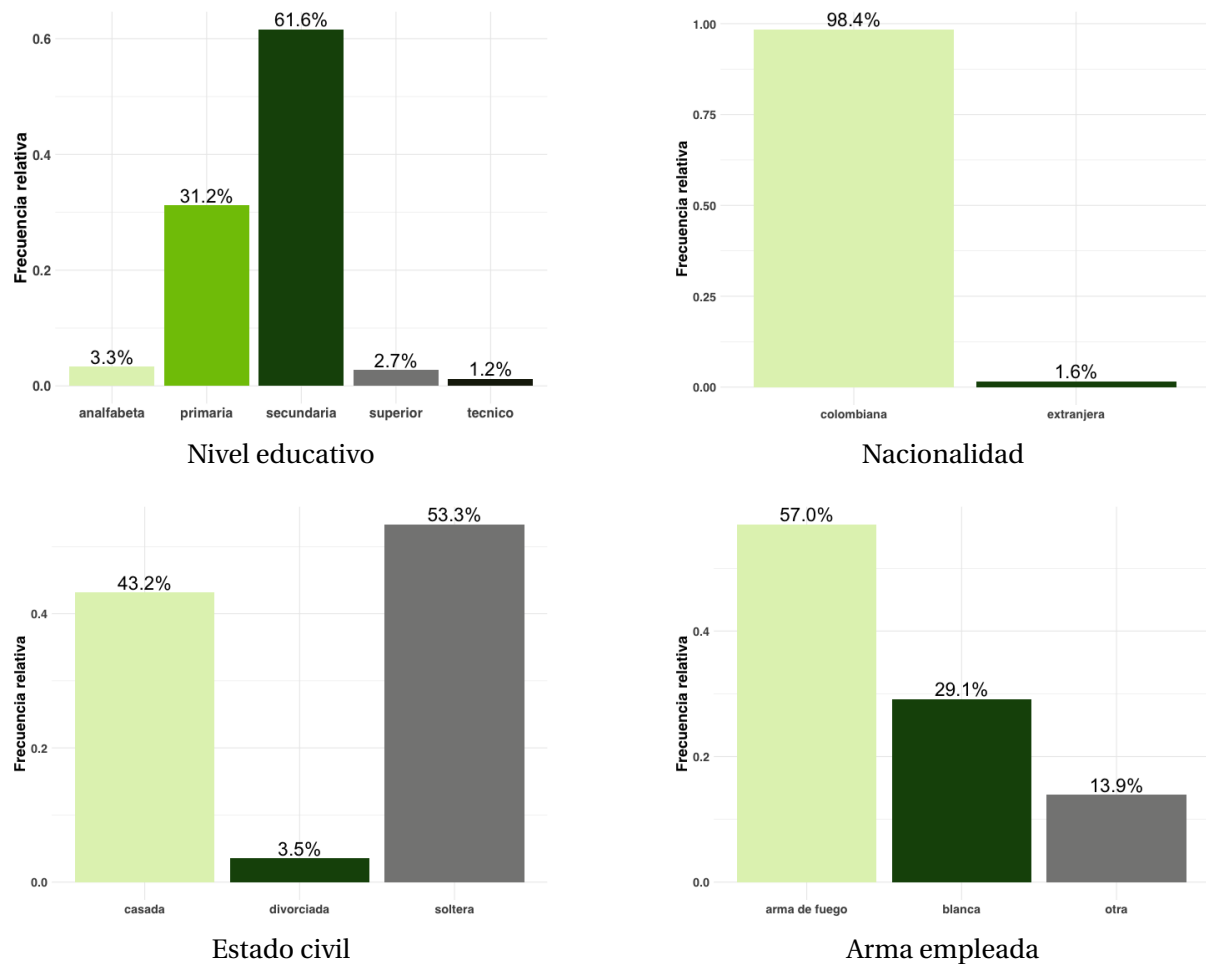 61.6%
0.6
0.4
31.2%
0.2
3.3%
2.7%
1.2%
0.0
Frecuencia relativa
analfabeta primaria secundaria superior tecnico
Nivel educativo
98.4%
1.00
0.75
0.50
0.25
1.6%
0.00
Frecuencia relativa
colombiana extranjera
Nacionalidad
53.3%
43.2%
0.4
0.2
3.5%
0.0
Frecuencia relativa
casada divorciada soltera
Estado civil
57.0%
0.4
29.1%
0.2
13.9%
0.0
Frecuencia relativa
arma de fuego blanca otra
Arma empleada